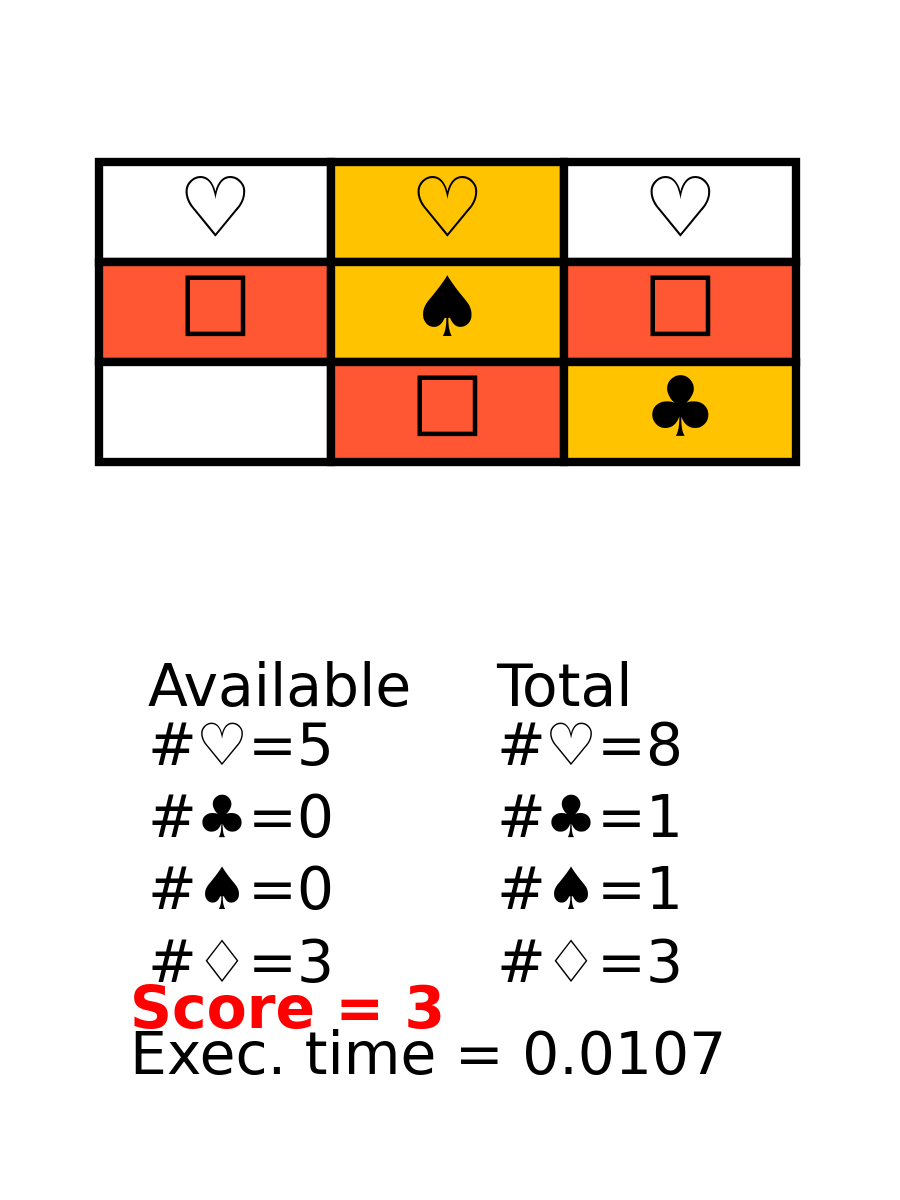 ♡ ♡ ♡
□ ♠ □
□ ♣
Available Total
#♡=5 #♡=8
#♣=0 #♣=1
#♠=0 #♠=1
#♢=3 #♢=3
Score = 3
Exec. time = 0.0107